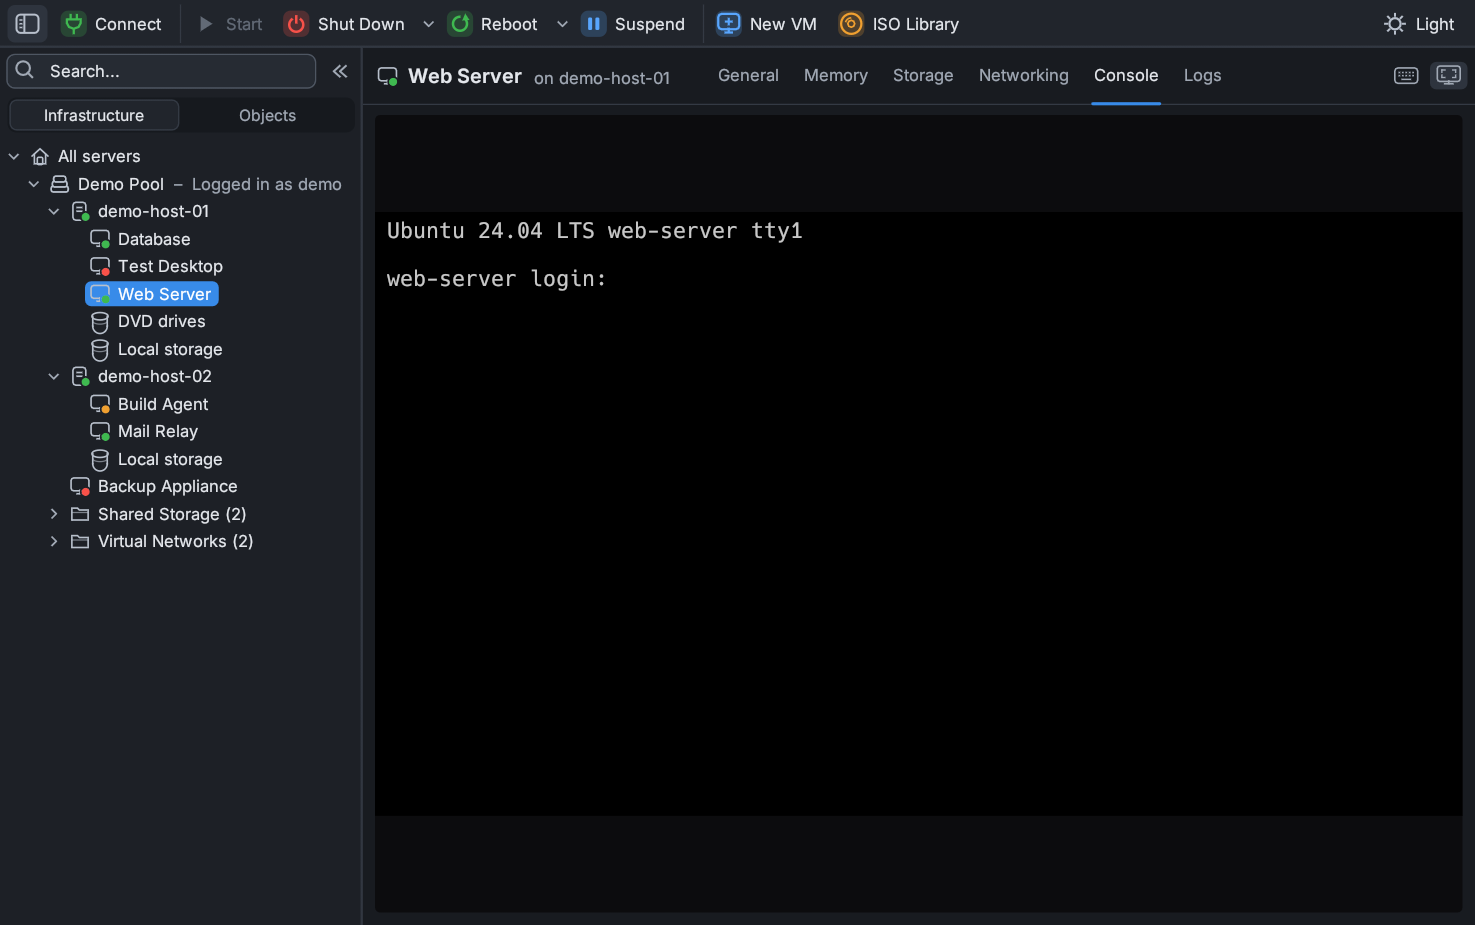 Connect Start Shut Down Reboot Suspend New VM ISO Library Light
Search...
Infrastructure Objects
All servers
Demo Pool – Logged in as demo
demo-host-01
Database
Test Desktop
Web Server
DVD drives
Local storage
demo-host-02
Build Agent
Mail Relay
Local storage
Backup Appliance
Shared Storage (2)
Virtual Networks (2)
Web Server on demo-host-01 General Memory Storage Networking Console Logs
Ubuntu 24.04 LTS web-server tty1
web-server login: